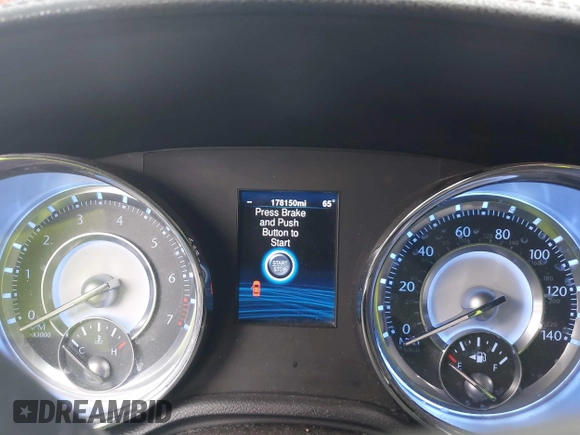 178150mi 65°
Press Brake
and Push
Button to
Start
START
STOP
0 1 2 3 4 5 6 7
C H
0 20 40 60 80 100 120 140
F
DREAMBID